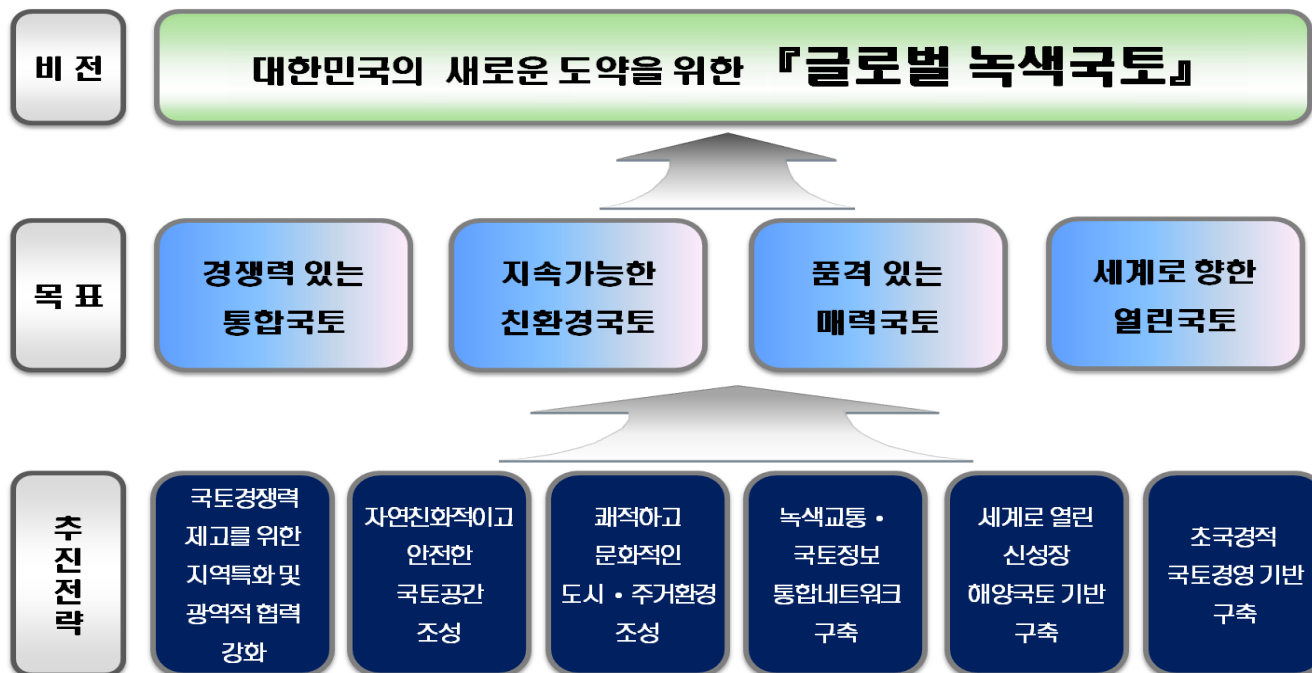 비 전
대한민국의 새로운 도약을 위한 『글로벌 녹색국토』
목 표
경쟁력 있는
통합국토
지속가능한
친환경국토
품격 있는
매력국토
세계로 향한
열린국토
추
진
전
략
국토경쟁력
제고를 위한
지역특화 및
광역적 협력
강화
자연친화적이고
안전한
국토공간
조성
쾌적하고
문화적인
도시 • 주거환경
조성
녹색교통 •
국토정보
통합네트워크
구축
세계로 열린
신성장
해양국토 기반
구축
초국경적
국토경영 기반
구축